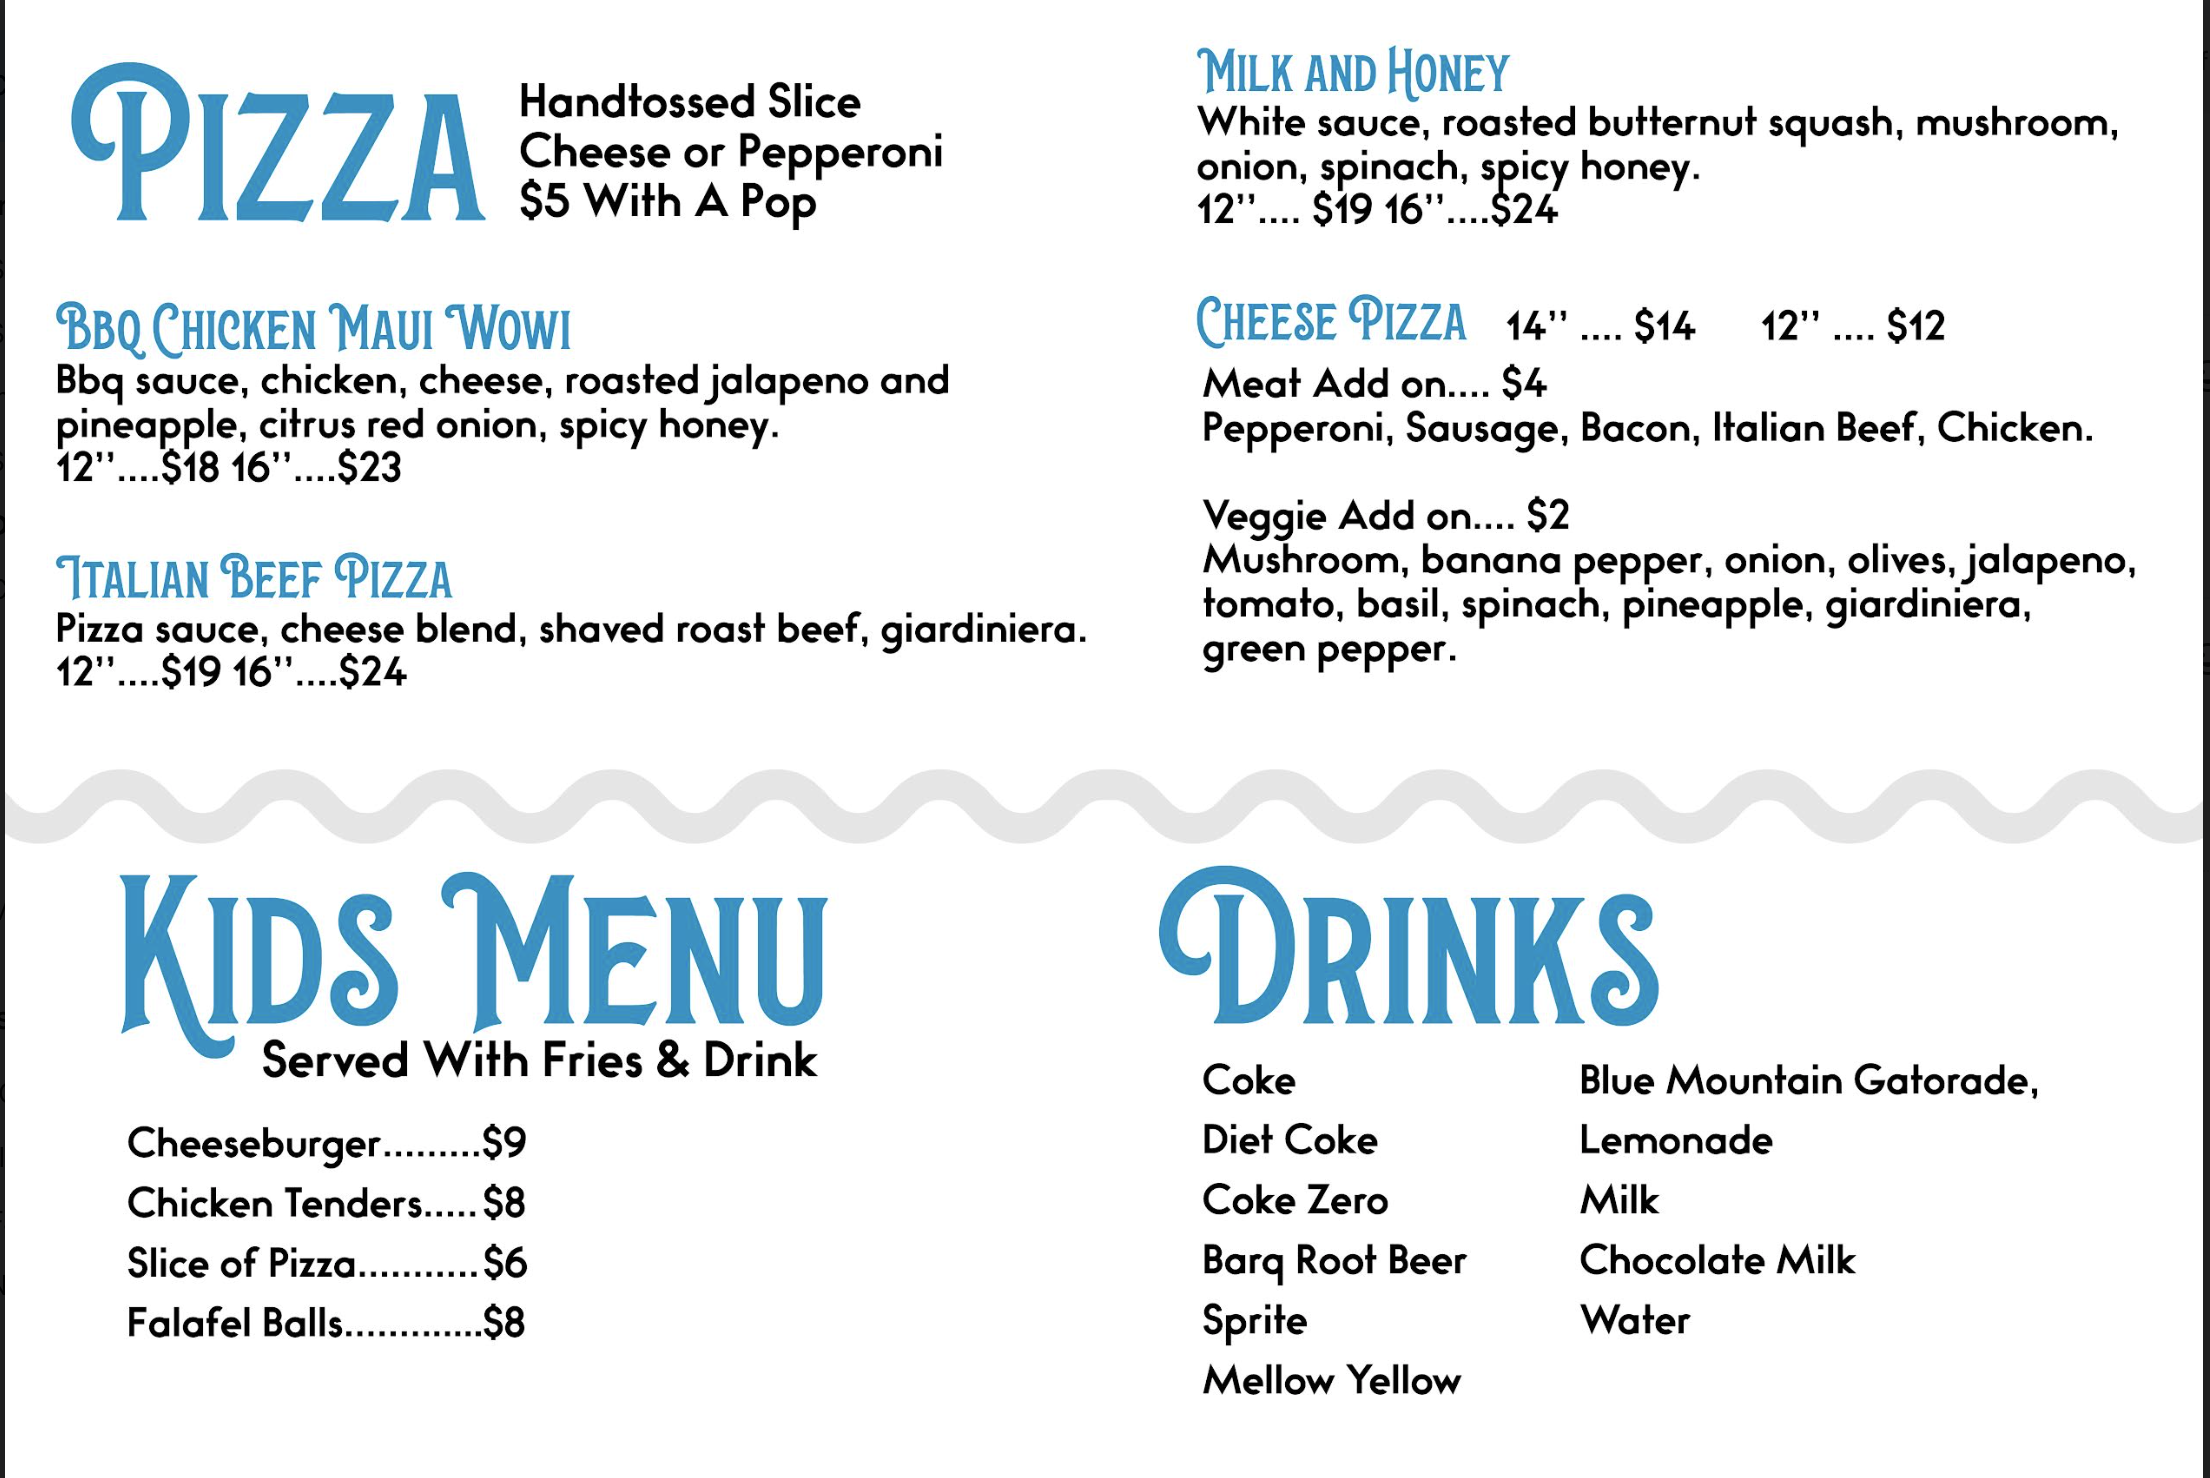 Pizza
Handtossed Slice
Cheese or Pepperoni
$5 With A Pop
Bbq Chicken Maui Wowi
Bbq sauce, chicken, cheese, roasted jalapeno and
pineapple, citrus red onion, spicy honey.
12’’....$18 16’’....$23
Italian Beef Pizza
Pizza sauce, cheese blend, shaved roast beef, giardiniera.
12’’....$19 16’’....$24
Milk and Honey
White sauce, roasted butternut squash, mushroom,
onion, spinach, spicy honey.
12’’.... $19 16’’....$24
Cheese Pizza 14’’ .... $14 12’’ .... $12
Meat Add on.... $4
Pepperoni, Sausage, Bacon, Italian Beef, Chicken.
Veggie Add on.... $2
Mushroom, banana pepper, onion, olives, jalapeno,
tomato, basil, spinach, pineapple, giardiniera,
green pepper.
Kids Menu
Served With Fries & Drink
Cheeseburger.........$9
Chicken Tenders.....$8
Slice of Pizza...........$6
Falafel Balls.............$8
Drinks
Coke
Diet Coke
Coke Zero
Barq Root Beer
Sprite
Mellow Yellow
Blue Mountain Gatorade,
Lemonade
Milk
Chocolate Milk
Water